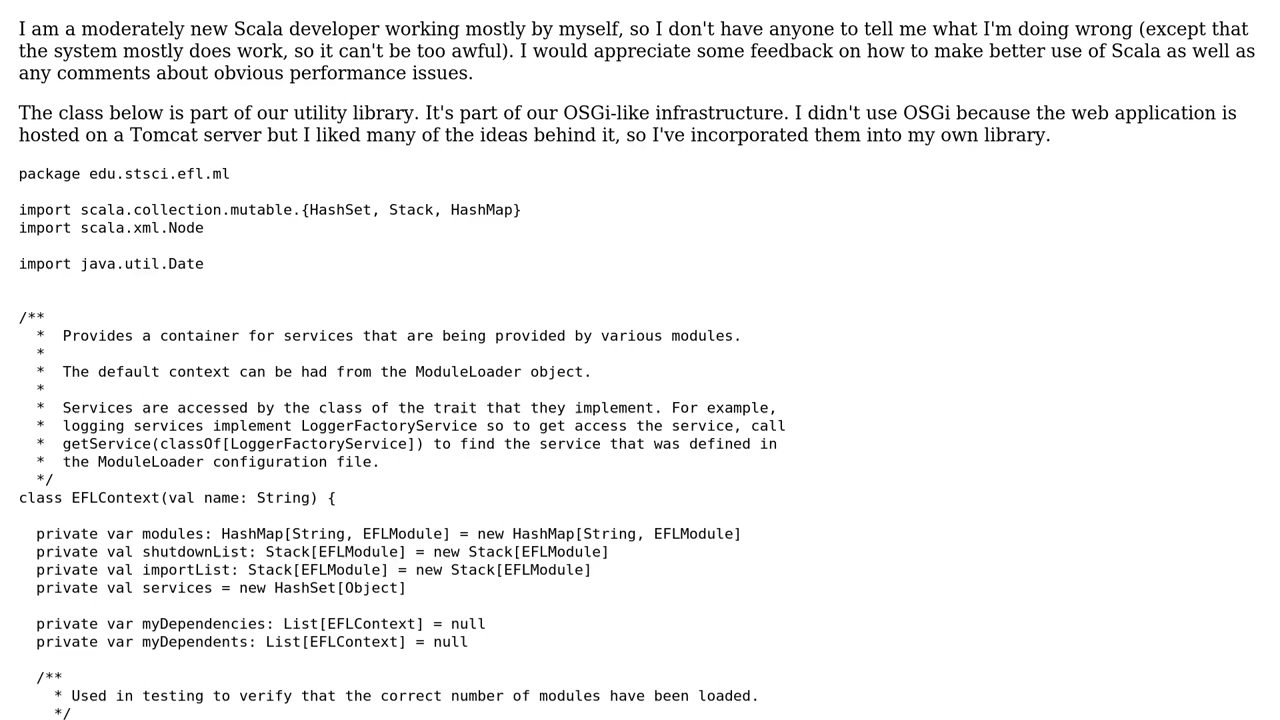 I am a moderately new Scala developer working mostly by myself, so I don't have anyone to tell me what I'm doing wrong (except that
the system mostly does work, so it can't be too awful). I would appreciate some feedback on how to make better use of Scala as well as
any comments about obvious performance issues.
The class below is part of our utility library. It's part of our OSGi-like infrastructure. I didn't use OSGi because the web application is
hosted on a Tomcat server but I liked many of the ideas behind it, so I've incorporated them into my own library.
package edu.stsci.efl.ml
import scala.collection.mutable.{HashSet, Stack, HashMap}
import scala.xml.Node
import java.util.Date
/**
  *  Provides a container for services that are being provided by various modules.
  *
  *  The default context can be had from the ModuleLoader object.
  *
  *  Services are accessed by the class of the trait that they implement. For example,
  *  logging services implement LoggerFactoryService so to get access the service, call
  *  getService(classOf[LoggerFactoryService]) to find the service that was defined in
  *  the ModuleLoader configuration file.
  */
class EFLContext(val name: String) {
  private var modules: HashMap[String, EFLModule] = new HashMap[String, EFLModule]
  private val shutdownList: Stack[EFLModule] = new Stack[EFLModule]
  private val importList: Stack[EFLModule] = new Stack[EFLModule]
  private val services = new HashSet[Object]
  private var myDependencies: List[EFLContext] = null
  private var myDependents: List[EFLContext] = null
  /**
    * Used in testing to verify that the correct number of modules have been loaded.
    */